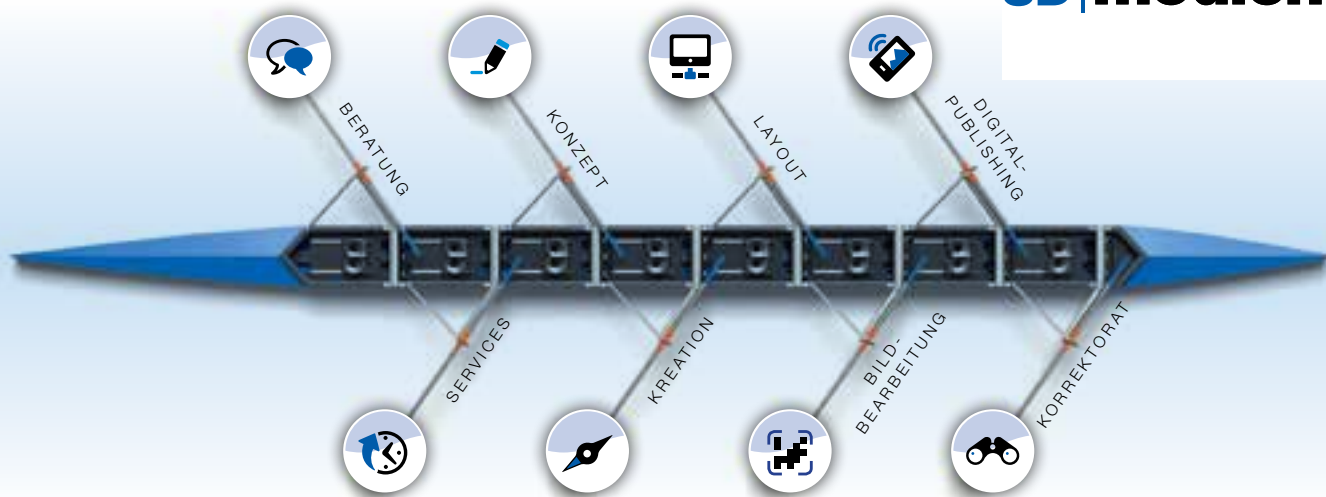 BERATUNG
KONZEPT
LAYOUT
DIGITAL-
PUBLISHING
SERVICES
KREATION
BILD-
BEARBEITUNG
KORREKTORAT